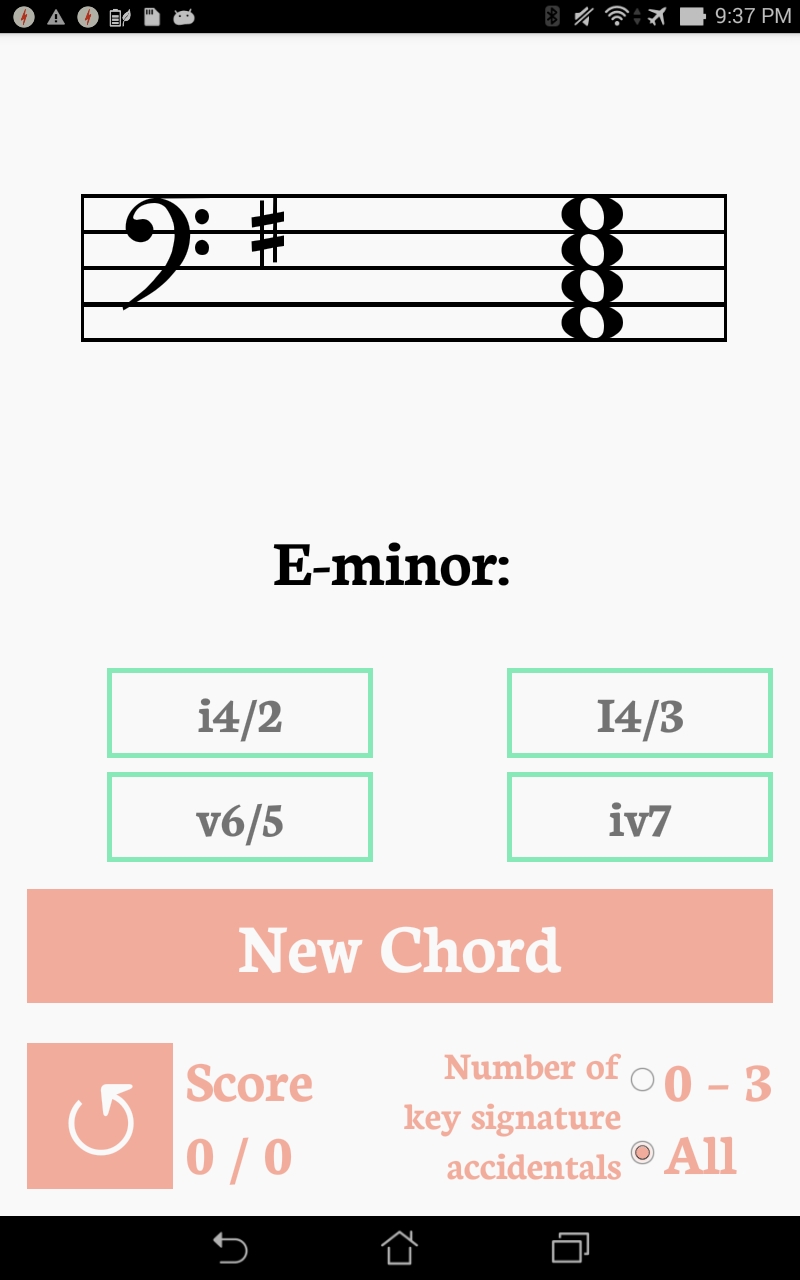 9:37 PM
E-minor:
i4/2
I4/3
v6/5
iv7
New Chord
Score
0 / 0
Number of
key signature
accidentals
0 – 3
All